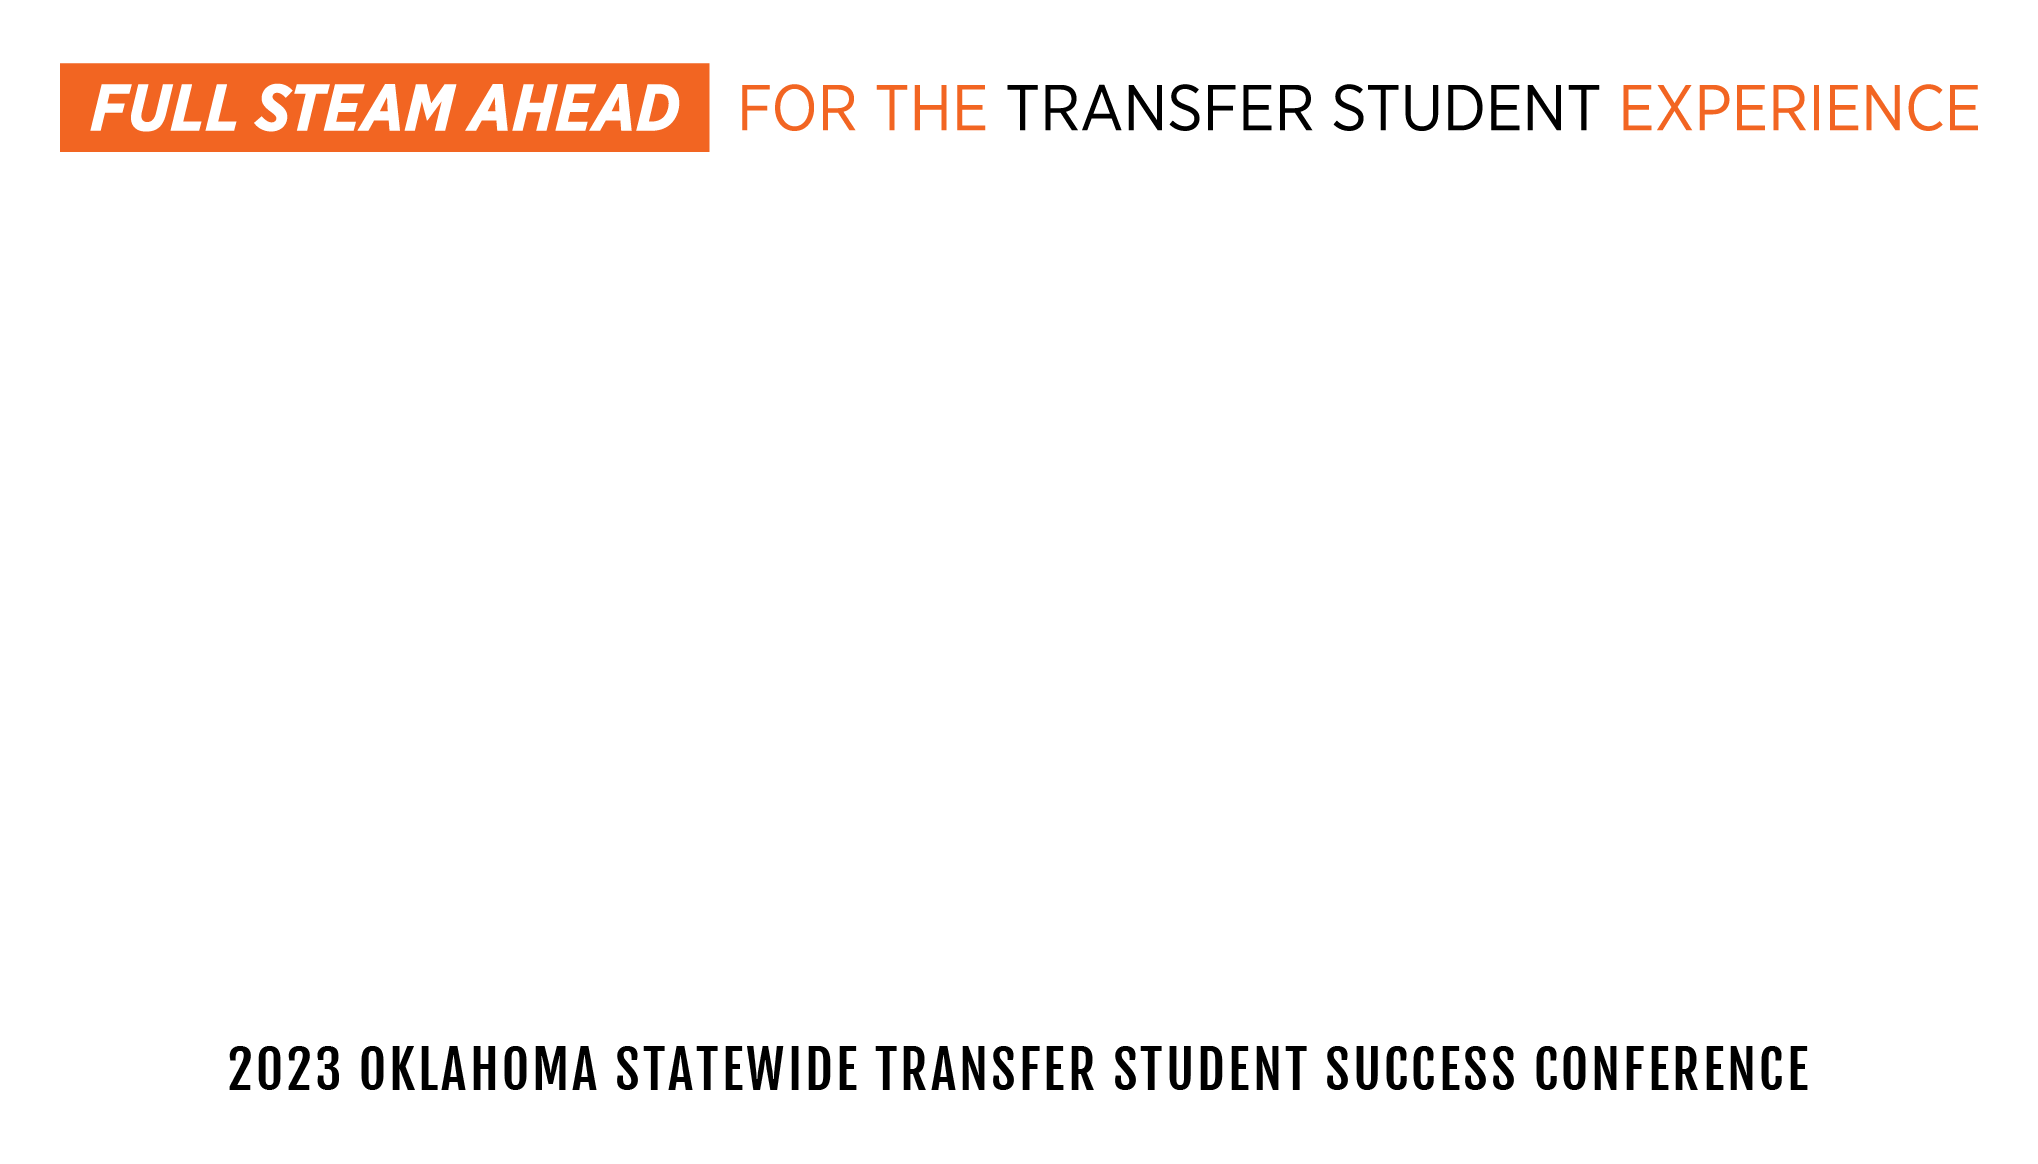 FULL STEAM AHEAD FOR THE TRANSFER STUDENT EXPERIENCE
2023 OKLAHOMA STATEWIDE TRANSFER STUDENT SUCCESS CONFERENCE